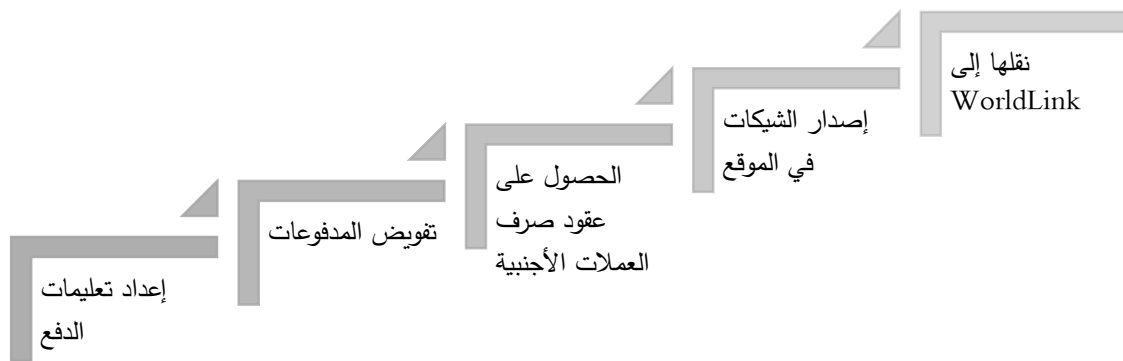 إعداد تعليمات
الدفع
تفويض المدفوعات
الحصول على
عقود صرف
العملات الأجنبية
إصدار الشيكات
في الموقع
نقلها إلى
WorldLink